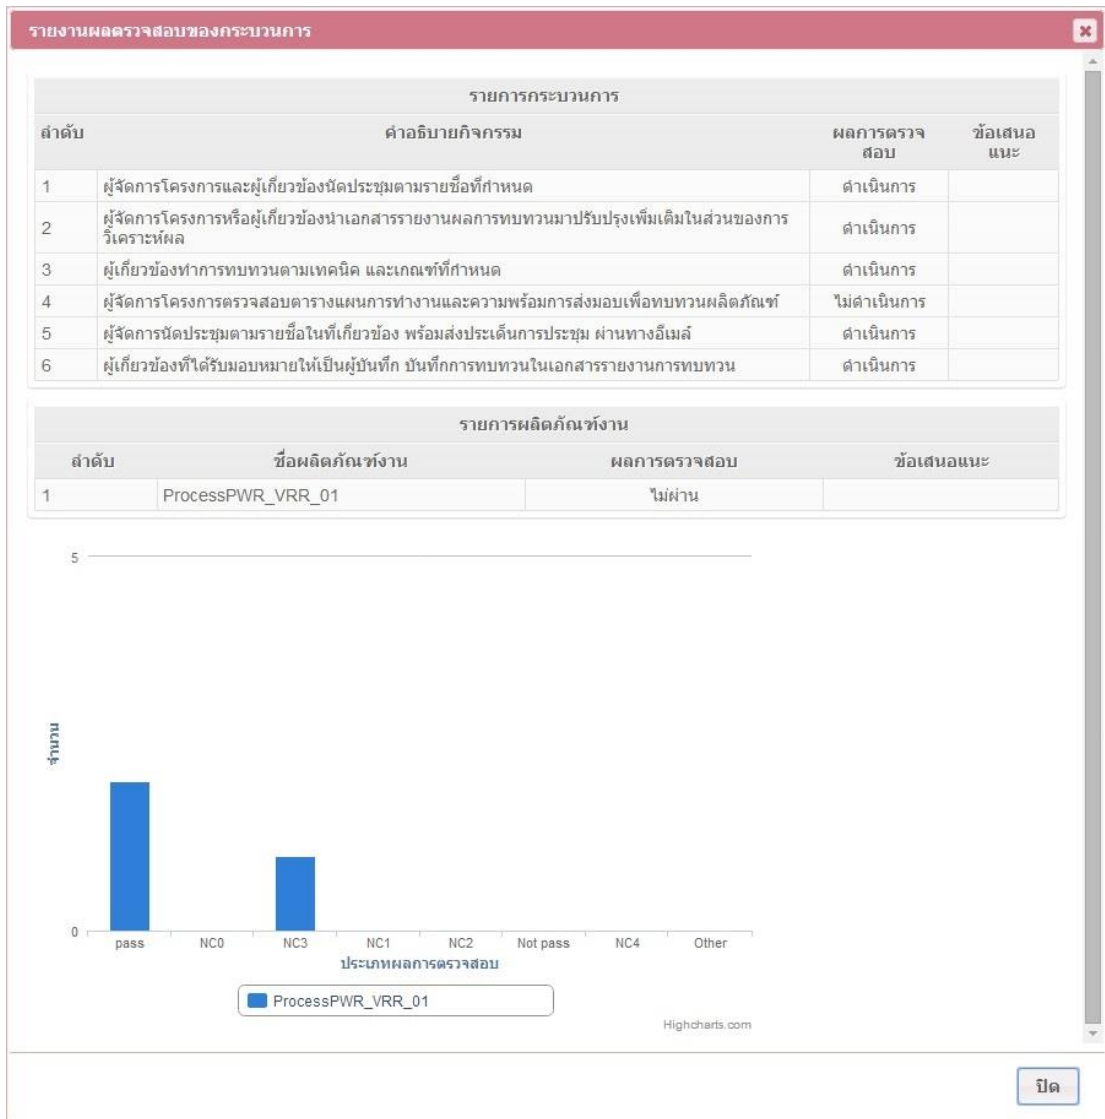 รายงานผลตรวจสอบของกระบวนการ
รายการกระบวนการ
ลำดับ คำอธิบายกิจกรรม ผลการตรวจ ข้อเสนอ
สอบ แนะ
1 ผู้จัดการโครงการและผู้เกี่ยวข้องนัดประชุมตามรายชื่อที่กำหนด ดำเนินการ
ผู้จัดการโครงการหรือผู้เกี่ยวข้องนำเอกสารรายงานผลการทบทวนมาปรับปรุงเพิ่มเติมในส่วนของการ
2 วิเคราะห์ผล ดำเนินการ
3 ผู้เกี่ยวข้องทำการทบทวนตามเทคนิค และเกณฑ์ที่กำหนด ดำเนินการ
4 ผู้จัดการโครงการตรวจสอบตารางแผนการทำงานและความพร้อมการส่งมอบเพื่อทบทวนผลิตภัณฑ์ ไม่ดำเนินการ
5 ผู้จัดการนัดประชุมตามรายชื่อในที่เกี่ยวข้อง พร้อมส่งประเด็นการประชุม ผ่านทางอีเมล์ ดำเนินการ
6 ผู้เกี่ยวข้องที่ได้รับมอบหมายให้เป็นผู้บันทึก บันทึกการทบทวนในเอกสารรายงานการทบทวน ดำเนินการ
รายการผลิตภัณฑ์งาน
ลำดับ ชื่อผลิตภัณฑ์งาน ผลการตรวจสอบ ข้อเสนอแนะ
1 ProcessPWR_VRR_01 ไม่ผ่าน
5
จำนวน
0
pass NC0 NC3 NC1 NC2 Not pass NC4 Other
ประเภทผลการตรวจสอบ
ProcessPWR_VRR_01
Highcharts.com
ปิด